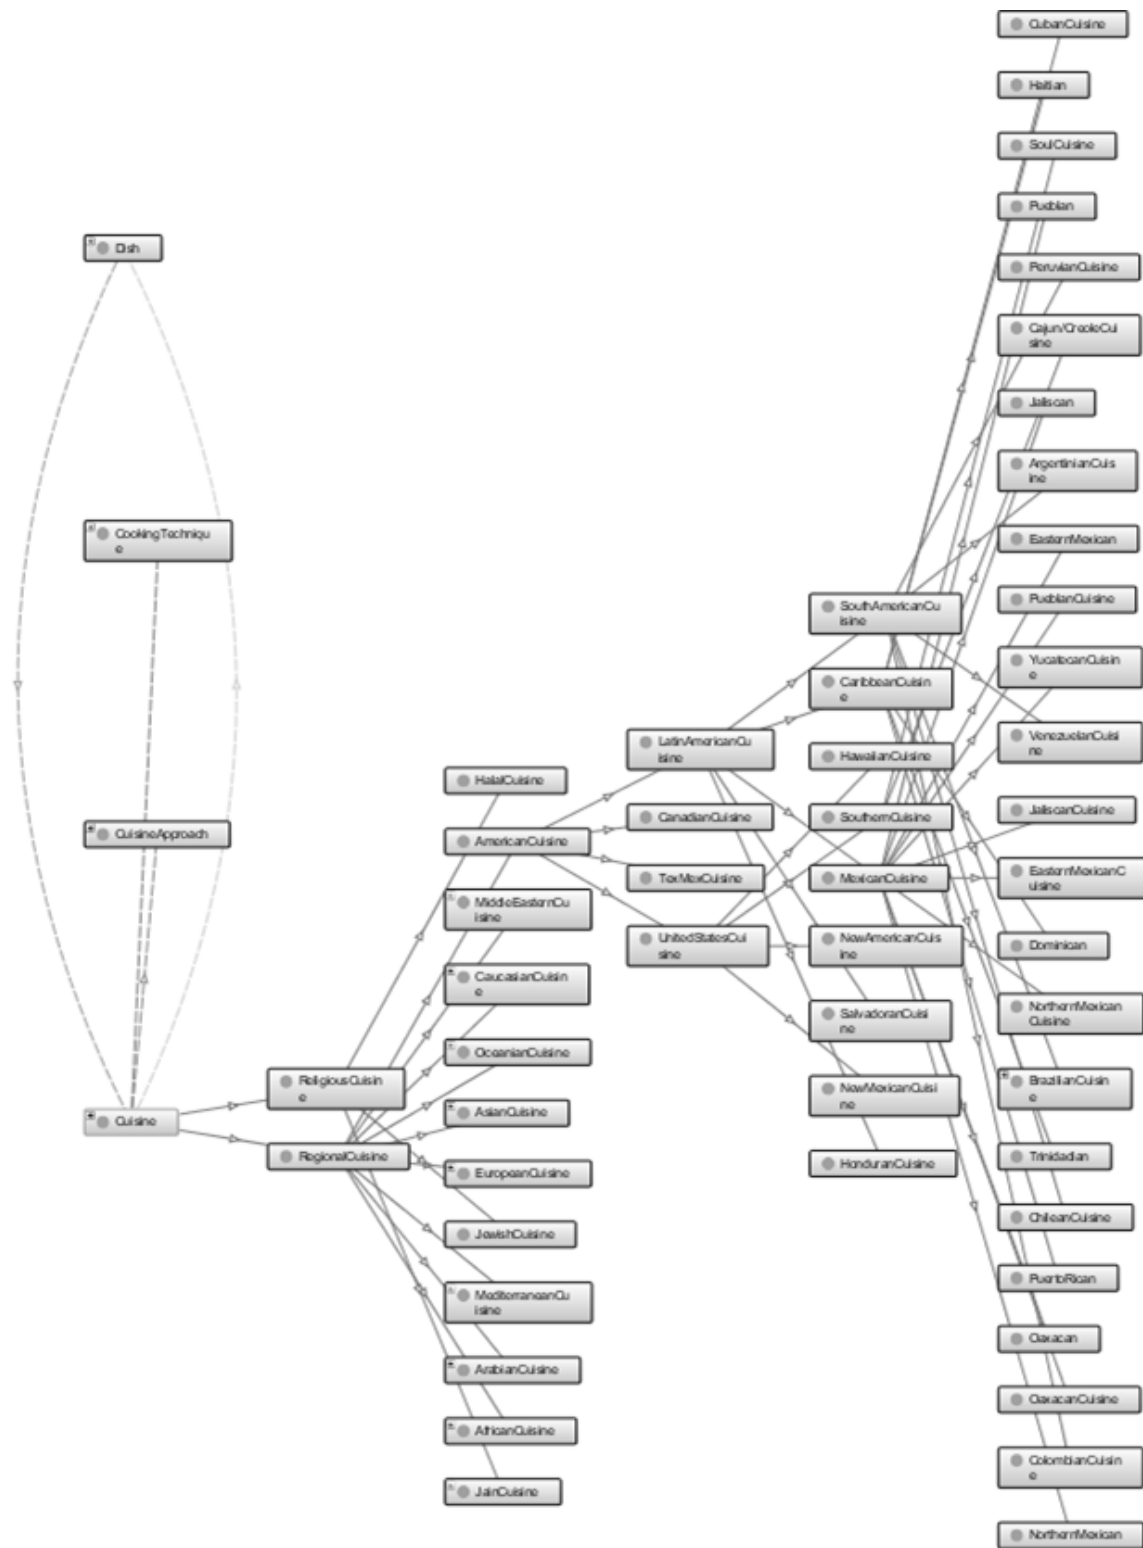 Dish
CookingTechniqu
e
CuisineApproach
Cuisine
ReligiousCuisin
e
RegionalCuisine
HalalCuisine
AmericanCuisine
MiddleEasternCu
isine
CaucasianCuisin
e
OceanianCuisine
AsianCuisine
EuropeanCuisine
JewishCuisine
MediterraneanCu
isine
ArabianCuisine
AfricanCuisine
JainCuisine
LatinAmericanCu
isine
CanadianCuisine
TexMexCuisine
UnitedStatesCui
sine
SouthAmericanCu
isine
CaribbeanCuisin
e
HawaiianCuisine
SouthernCuisine
MexicanCuisine
NewAmericanCuis
ine
SalvadoranCuisi
ne
NewMexicanCuisi
ne
HonduranCuisine
CubanCuisine
Haitian
SoulCuisine
Pueblan
PeruvianCuisine
Cajun/CreoleCui
sine
Jaliscan
ArgentinianCuis
ine
EasternMexican
PueblanCuisine
YucatecanCuisin
e
VenezuelanCuisi
ne
JaliscanCuisine
EasternMexicanC
uisine
Dominican
NorthernMexican
Cuisine
BrazilianCuisin
e
Trinidadian
ChileanCuisine
PuertoRican
Oaxacan
OaxacanCuisine
ColombianCuisin
e
NorthernMexican